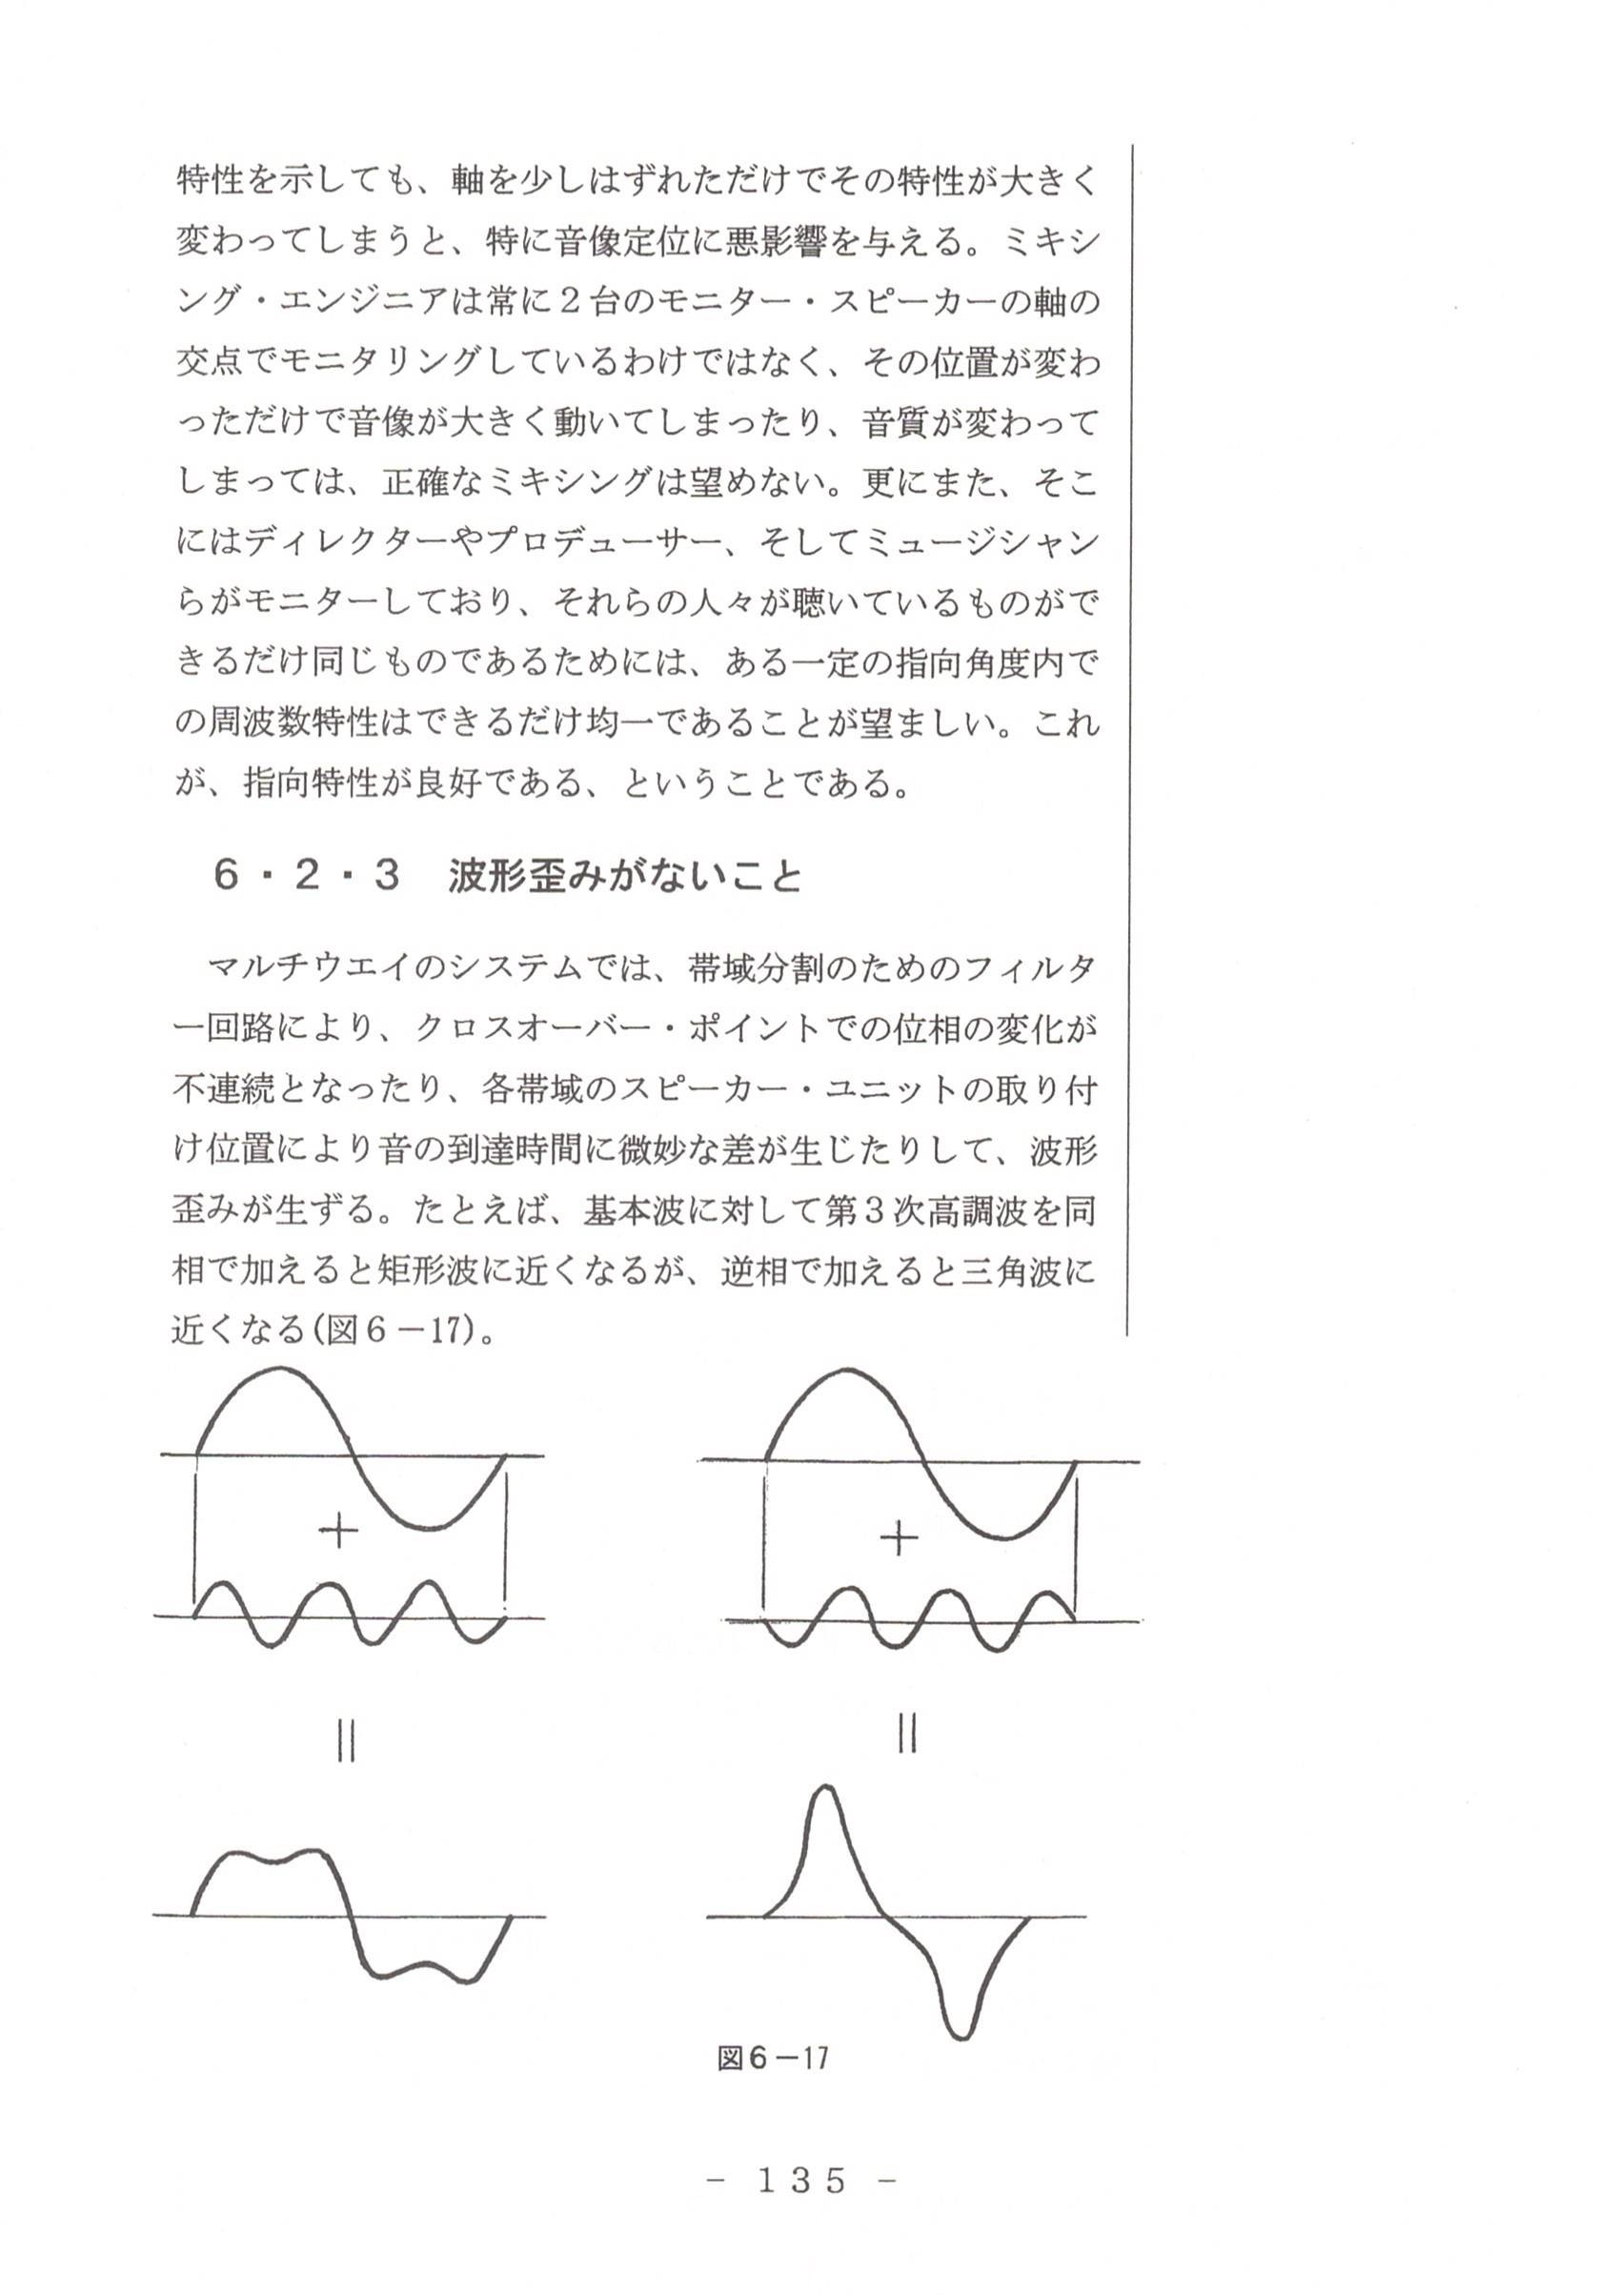 特性を示しても、軸を少しはずれただけでその特性が大きく
変わってしまうと、特に音像定位に悪影響を与える。ミキシ
ング・エンジニアは常に２台のモニター・スピーカーの軸の
交点でモニタリングしているわけではなく、その位置が変わ
っただけで音像が大きく動いてしまったり、音質が変わって
しまっては、正確なミキシングは望めない。更にまた、そこ
にはディレクターやプロデューサー、そしてミュージシャン
らがモニターしており、それらの人々が聴いているものがで
きるだけ同じものであるためには、ある一定の指向角度内で
の周波数特性はできるだけ均一であることが望ましい。これ
が、指向特性が良好である、ということである。
6・2・3　波形歪みがないこと
マルチウエイのシステムでは、帯域分割のためのフィルタ
ー回路により、クロスオーバー・ポイントでの位相の変化が
不連続となったり、各帯域のスピーカー・ユニットの取り付
け位置により音の到達時間に微妙な差が生じたりして、波形
歪みが生ずる。たとえば、基本波に対して第３次高調波を同
相で加えると矩形波に近くなるが、逆相で加えると三角波に
近くなる(図６－17)。
+ +
|| ||
図6－17
- 135 -